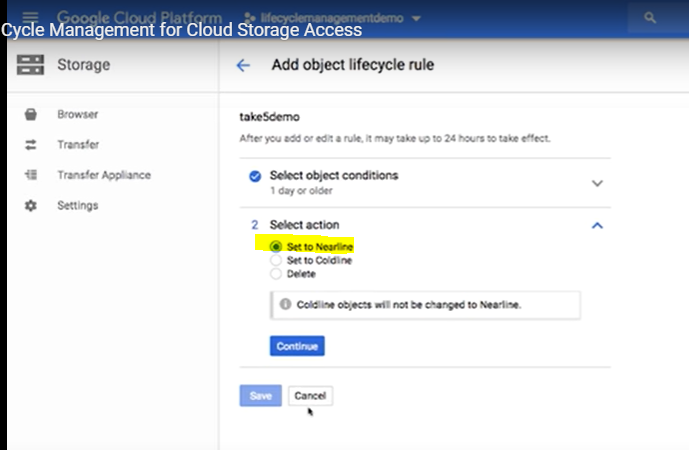 Google Cloud Platform
lifecyclemanagementdemo
Cycle Management for Cloud Storage Access
Storage
Add object lifecycle rule
Browser
Transfer
Transfer Appliance
Settings
take5demo
After you add or edit a rule, it may take up to 24 hours to take effect.
Select object conditions
1 day or older
2 Select action
Set to Nearline
Set to Coldline
Delete
Coldline objects will not be changed to Nearline.
Continue
Save
Cancel